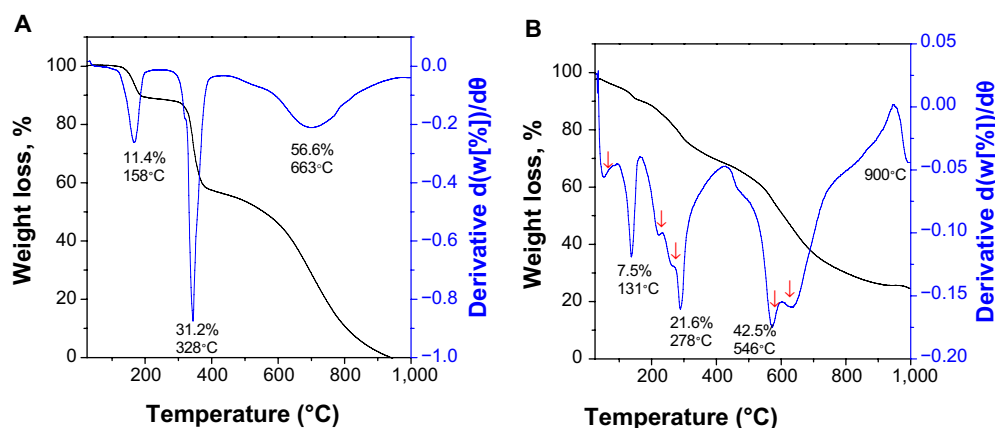 A
Weight loss, %
100
80
60
40
20
0
0
200
400
600
800
1,000
Temperature (°C)
0.0
−0.2
−0.4
−0.6
−0.8
−1.0
Derivative d(w[%])/dθ
11.4%
158°C
31.2%
328°C
56.6%
663°C
B
Weight loss, %
100
80
60
40
20
0
200
400
600
800
1,000
Temperature (°C)
0.05
0.00
−0.05
−0.10
−0.15
−0.20
Derivative d(w[%])/dθ
7.5%
131°C
21.6%
278°C
42.5%
546°C
900°C